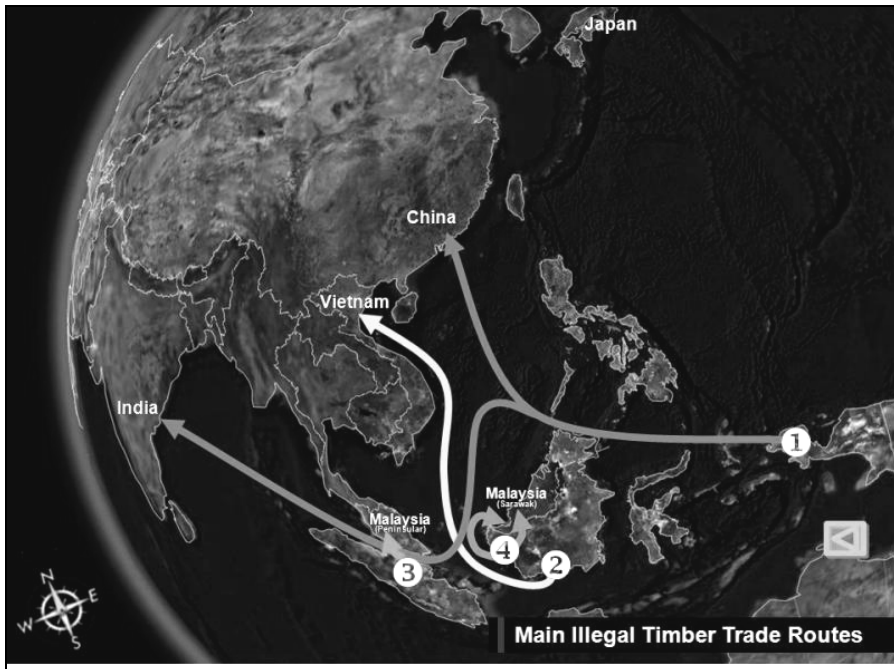 Japan
China
Vietnam
India
1
Malaysia
(Sarawak)
Malaysia
(Peninsular)
4
2
3
N
E
W
S
Main Illegal Timber Trade Routes